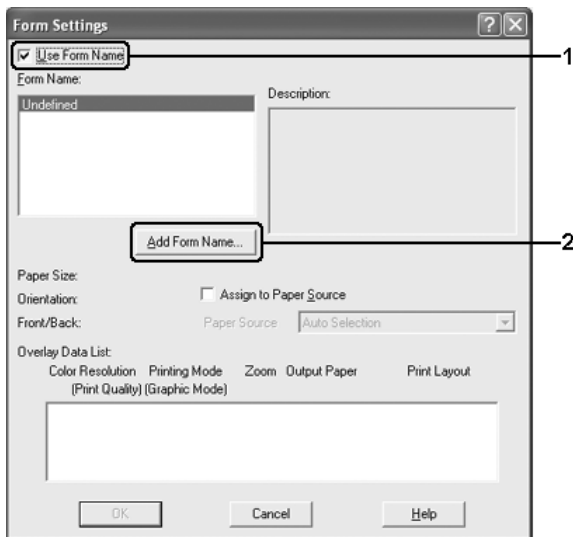 Form Settings
Use Form Name
1
Form Name:
Description:
Undefined
Add Form Name...
2
Paper Size:
Orientation:
Assign to Paper Source
Front/Back:
Paper Source
Auto Selection
Overlay Data List:
Color Resolution Printing Mode Zoom Output Paper Print Layout
(Print Quality) (Graphic Mode)
OK
Cancel
Help